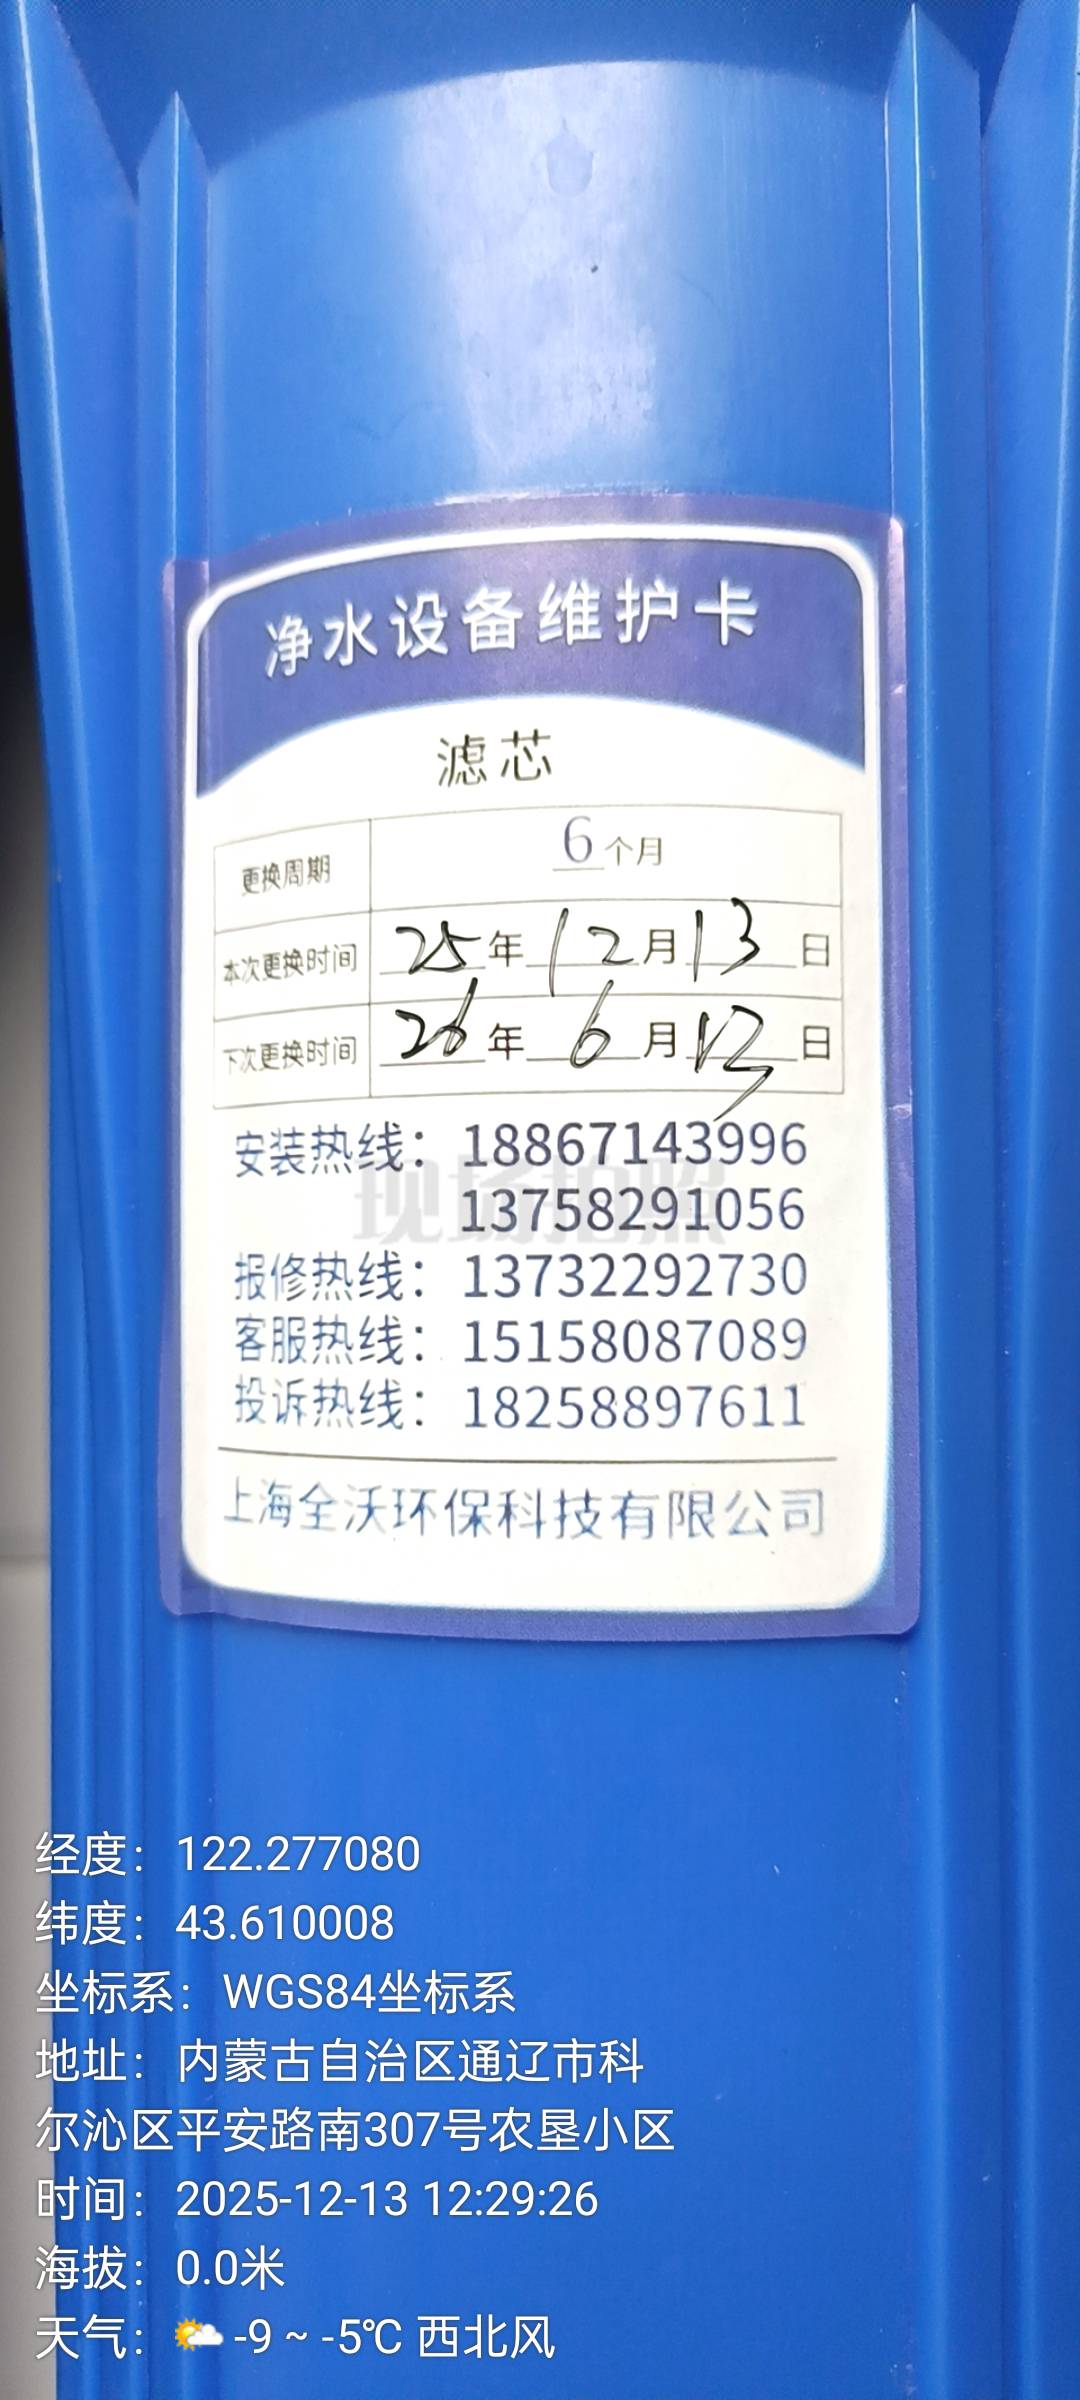 净水设备维护卡
滤芯
更换周期 6个月
本次更换时间 25年12月13日
下次更换时间 26年6月12日
安装热线：18867143996
13758291056
报修热线：13732292730
客服热线：15158087089
投诉热线：18258897611
上海全沃环保科技有限公司
现场拍照
经度：122.277080
纬度：43.610008
坐标系：WGS84坐标系
地址：内蒙古自治区通辽市科
尔沁区平安路南307号农垦小区
时间：2025-12-13 12:29:26
海拔：0.0米
天气：-9 ~ -5℃ 西北风